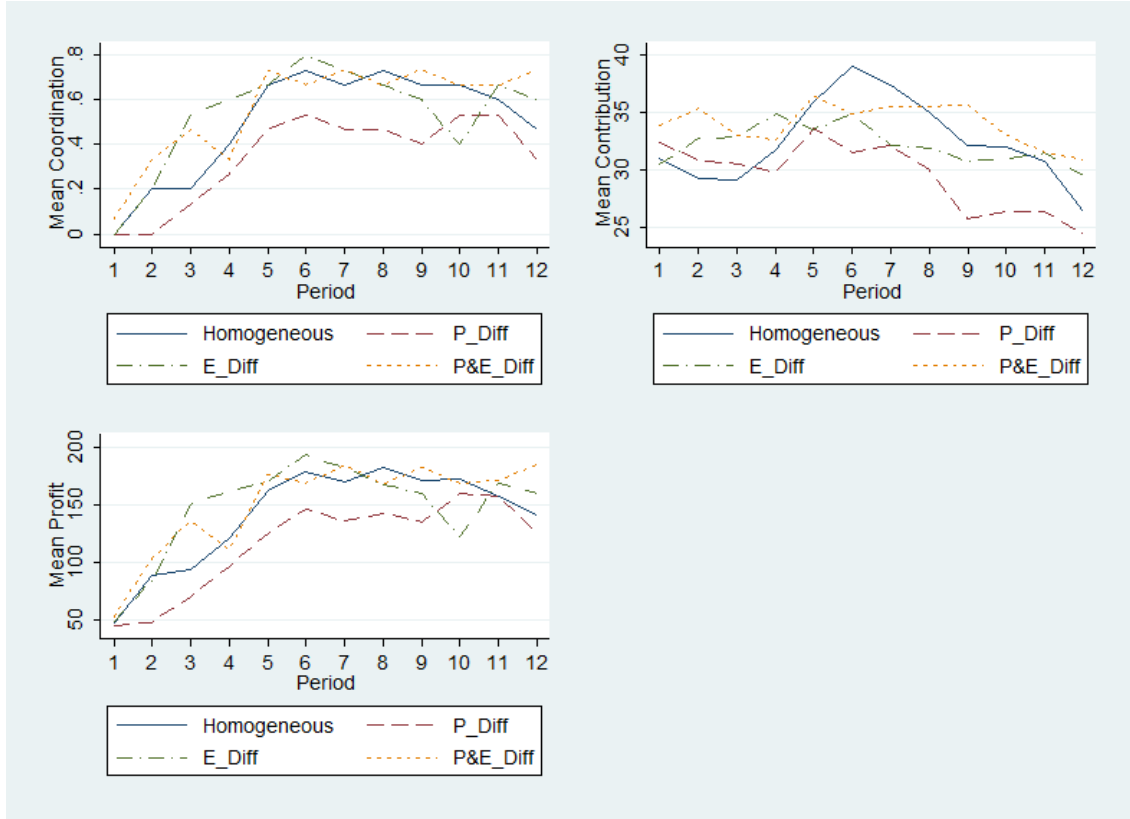 Mean Coordination
.8
.6
.4
.2
0
1 2 3 4 5 6 7 8 9 10 11 12
Period
Homogeneous P_Diff
E_Diff P&E_Diff
Mean Contribution
40
35
30
25
1 2 3 4 5 6 7 8 9 10 11 12
Period
Homogeneous P_Diff
E_Diff P&E_Diff
Mean Profit
200
150
100
50
1 2 3 4 5 6 7 8 9 10 11 12
Period
Homogeneous P_Diff
E_Diff P&E_Diff